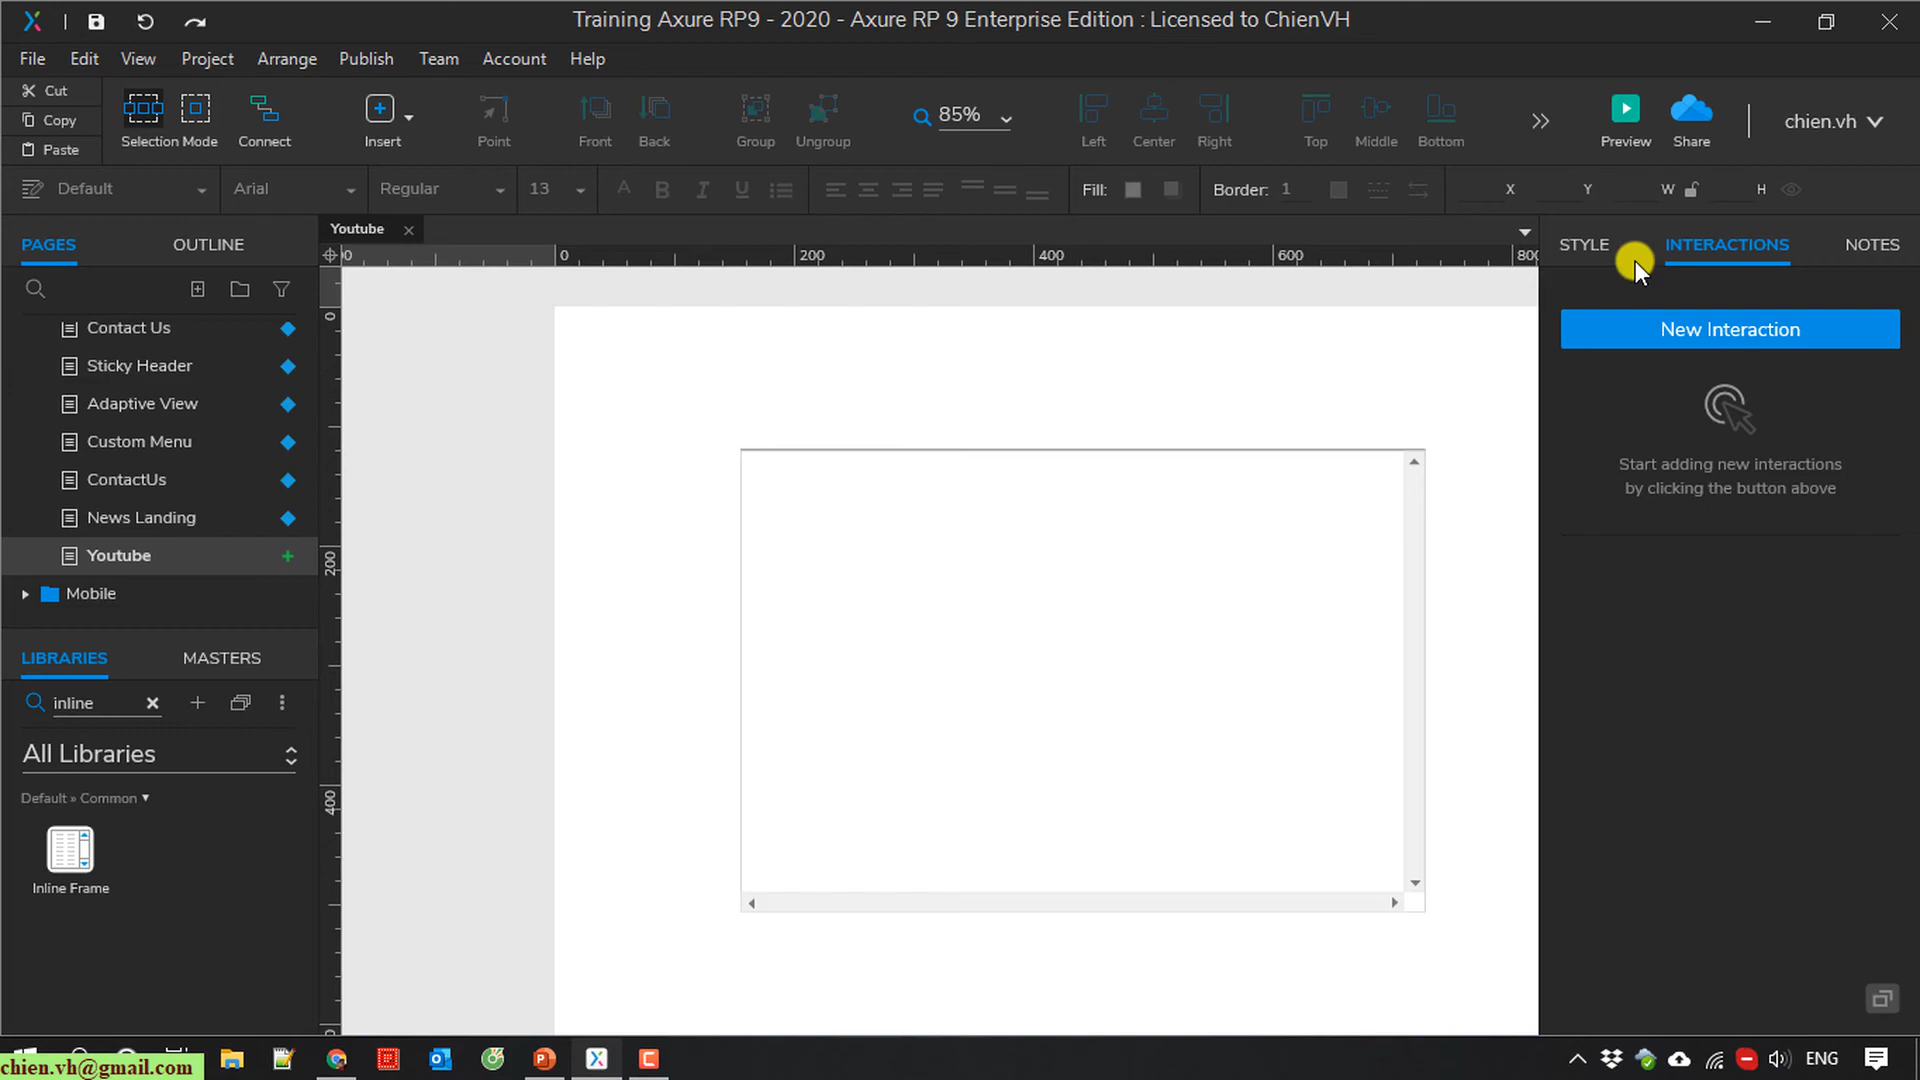 Training Axure RP9 - 2020 - Axure RP 9 Enterprise Edition : Licensed to ChienVH
File Edit View Project Arrange Publish Team Account Help
Cut
Copy
Paste
Selection Mode
Connect
Insert
Point
Front
Back
Group
Ungroup
85%
Left
Center
Right
Top
Middle
Bottom
Preview
Share
chien.vh
Default
Arial
Regular
13
Fill:
Border: 1
X
Y
W
H
PAGES
OUTLINE
Contact Us
Sticky Header
Adaptive View
Custom Menu
ContactUs
News Landing
Youtube
Mobile
LIBRARIES
MASTERS
inline
All Libraries
Default » Common
Inline Frame
Youtube
0 200 400 600 800
0
200
400
STYLE
INTERACTIONS
NOTES
New Interaction
Start adding new interactions
by clicking the button above
chien.vh@gmail.com
ENG